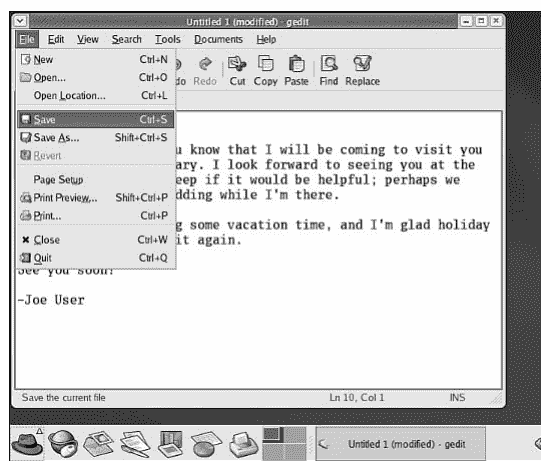 Untitled 1 (modified) - gedit
File Edit View Search Tools Documents Help
New Ctrl+N
Open... Ctrl+O
Open Location... Ctrl+L
Save Ctrl+S
Save As... Shift+Ctrl+S
Revert
Page Setup
Print Preview... Shift+Ctrl+P
Print... Ctrl+P
Close Ctrl+W
Quit Ctrl+Q
do Redo Cut Copy Paste Find Replace
u know that I will be coming to visit you
ary. I look forward to seeing you at the
eep if it would be helpful; perhaps we
dding while I'm there.
g some vacation time, and I'm glad holiday
it again.
See you soon!
-Joe User
Save the current file Ln 10, Col 1 INS
Untitled 1 (modified) - gedit